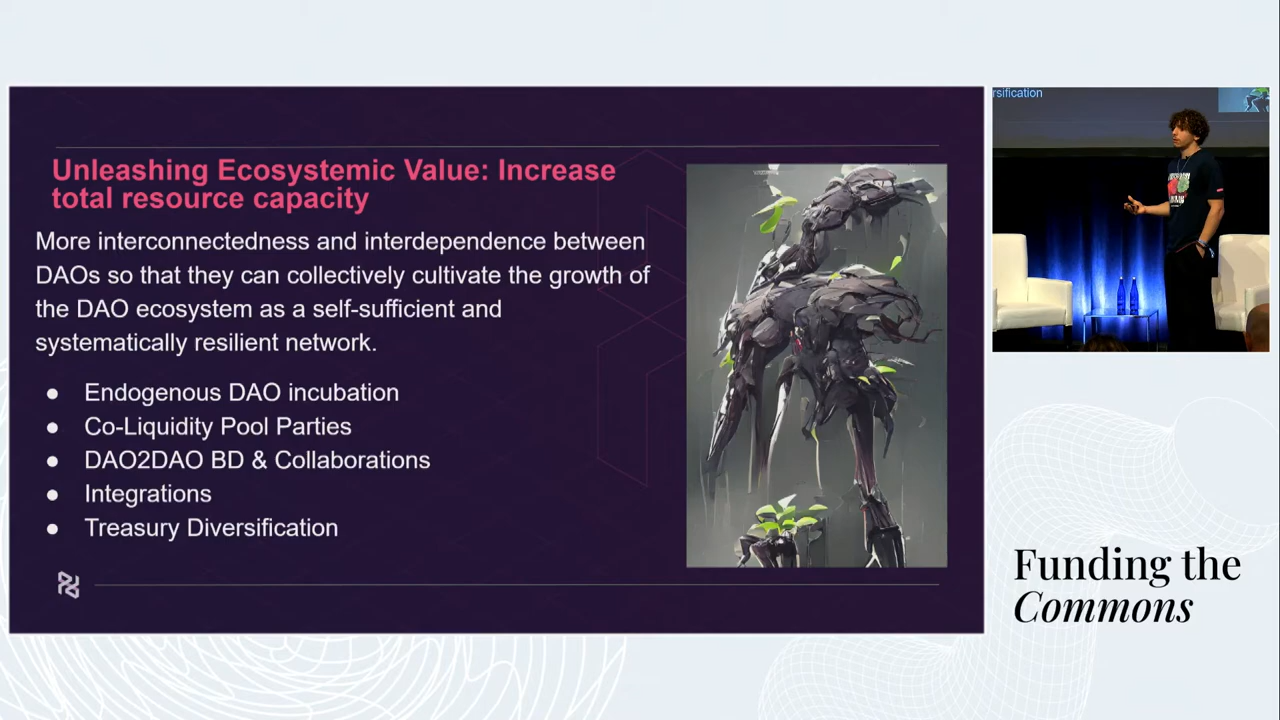 Unleashing Ecosystemic Value: Increase
total resource capacity
More interconnectedness and interdependence between
DAOs so that they can collectively cultivate the growth of
the DAO ecosystem as a self-sufficient and
systematically resilient network.
● Endogenous DAO incubation
● Co-Liquidity Pool Parties
● DAO2DAO BD & Collaborations
● Integrations
● Treasury Diversification
rsification
Funding the
Commons